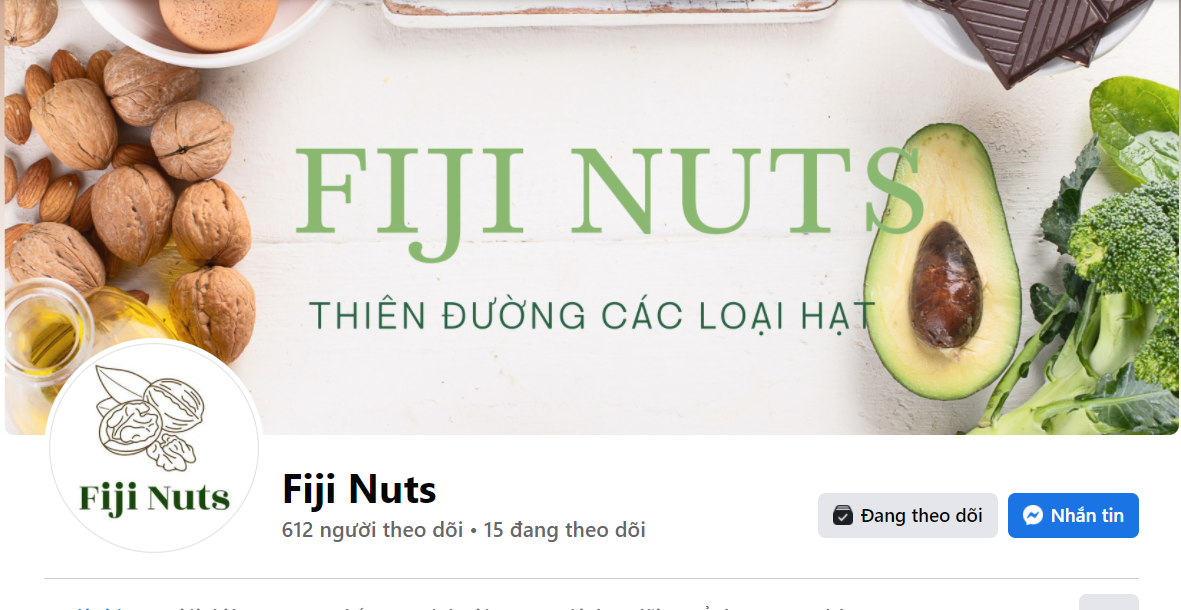 FIJI NUTS
THIÊN ĐƯỜNG CÁC LOẠI HẠT
Fiji Nuts
Fiji Nuts
612 người theo dõi • 15 đang theo dõi
Đang theo dõi
Nhắn tin